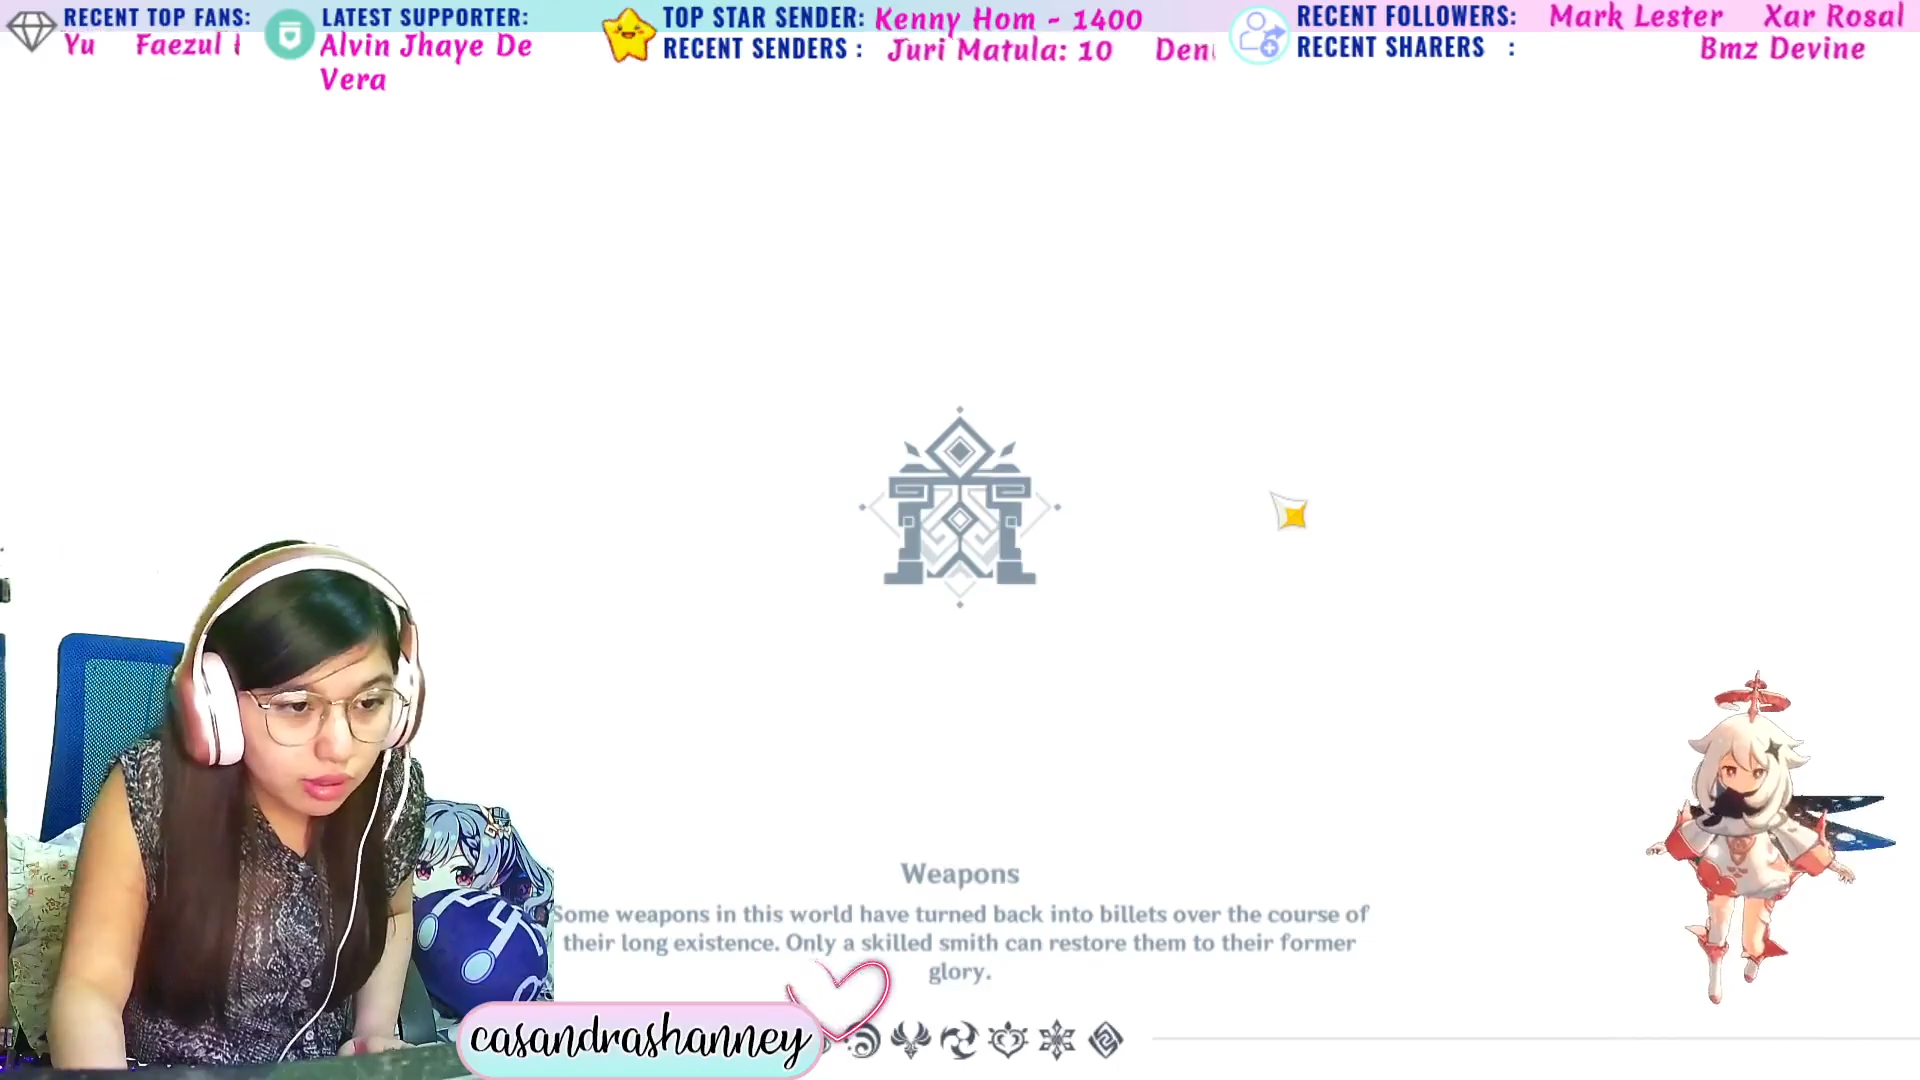 RECENT TOP FANS:
Yu Faezul
LATEST SUPPORTER:
Alvin Jhaye De
Vera
TOP STAR SENDER: Kenny Hom - 1400
RECENT SENDERS : Juri Matula: 10
RECENT FOLLOWERS: Mark Lester Xar Rosal
RECENT SHARERS : Bmz Devine
Weapons
Some weapons in this world have turned back into billets over the course of
their long existence. Only a skilled smith can restore them to their former
glory.
casandrashanney